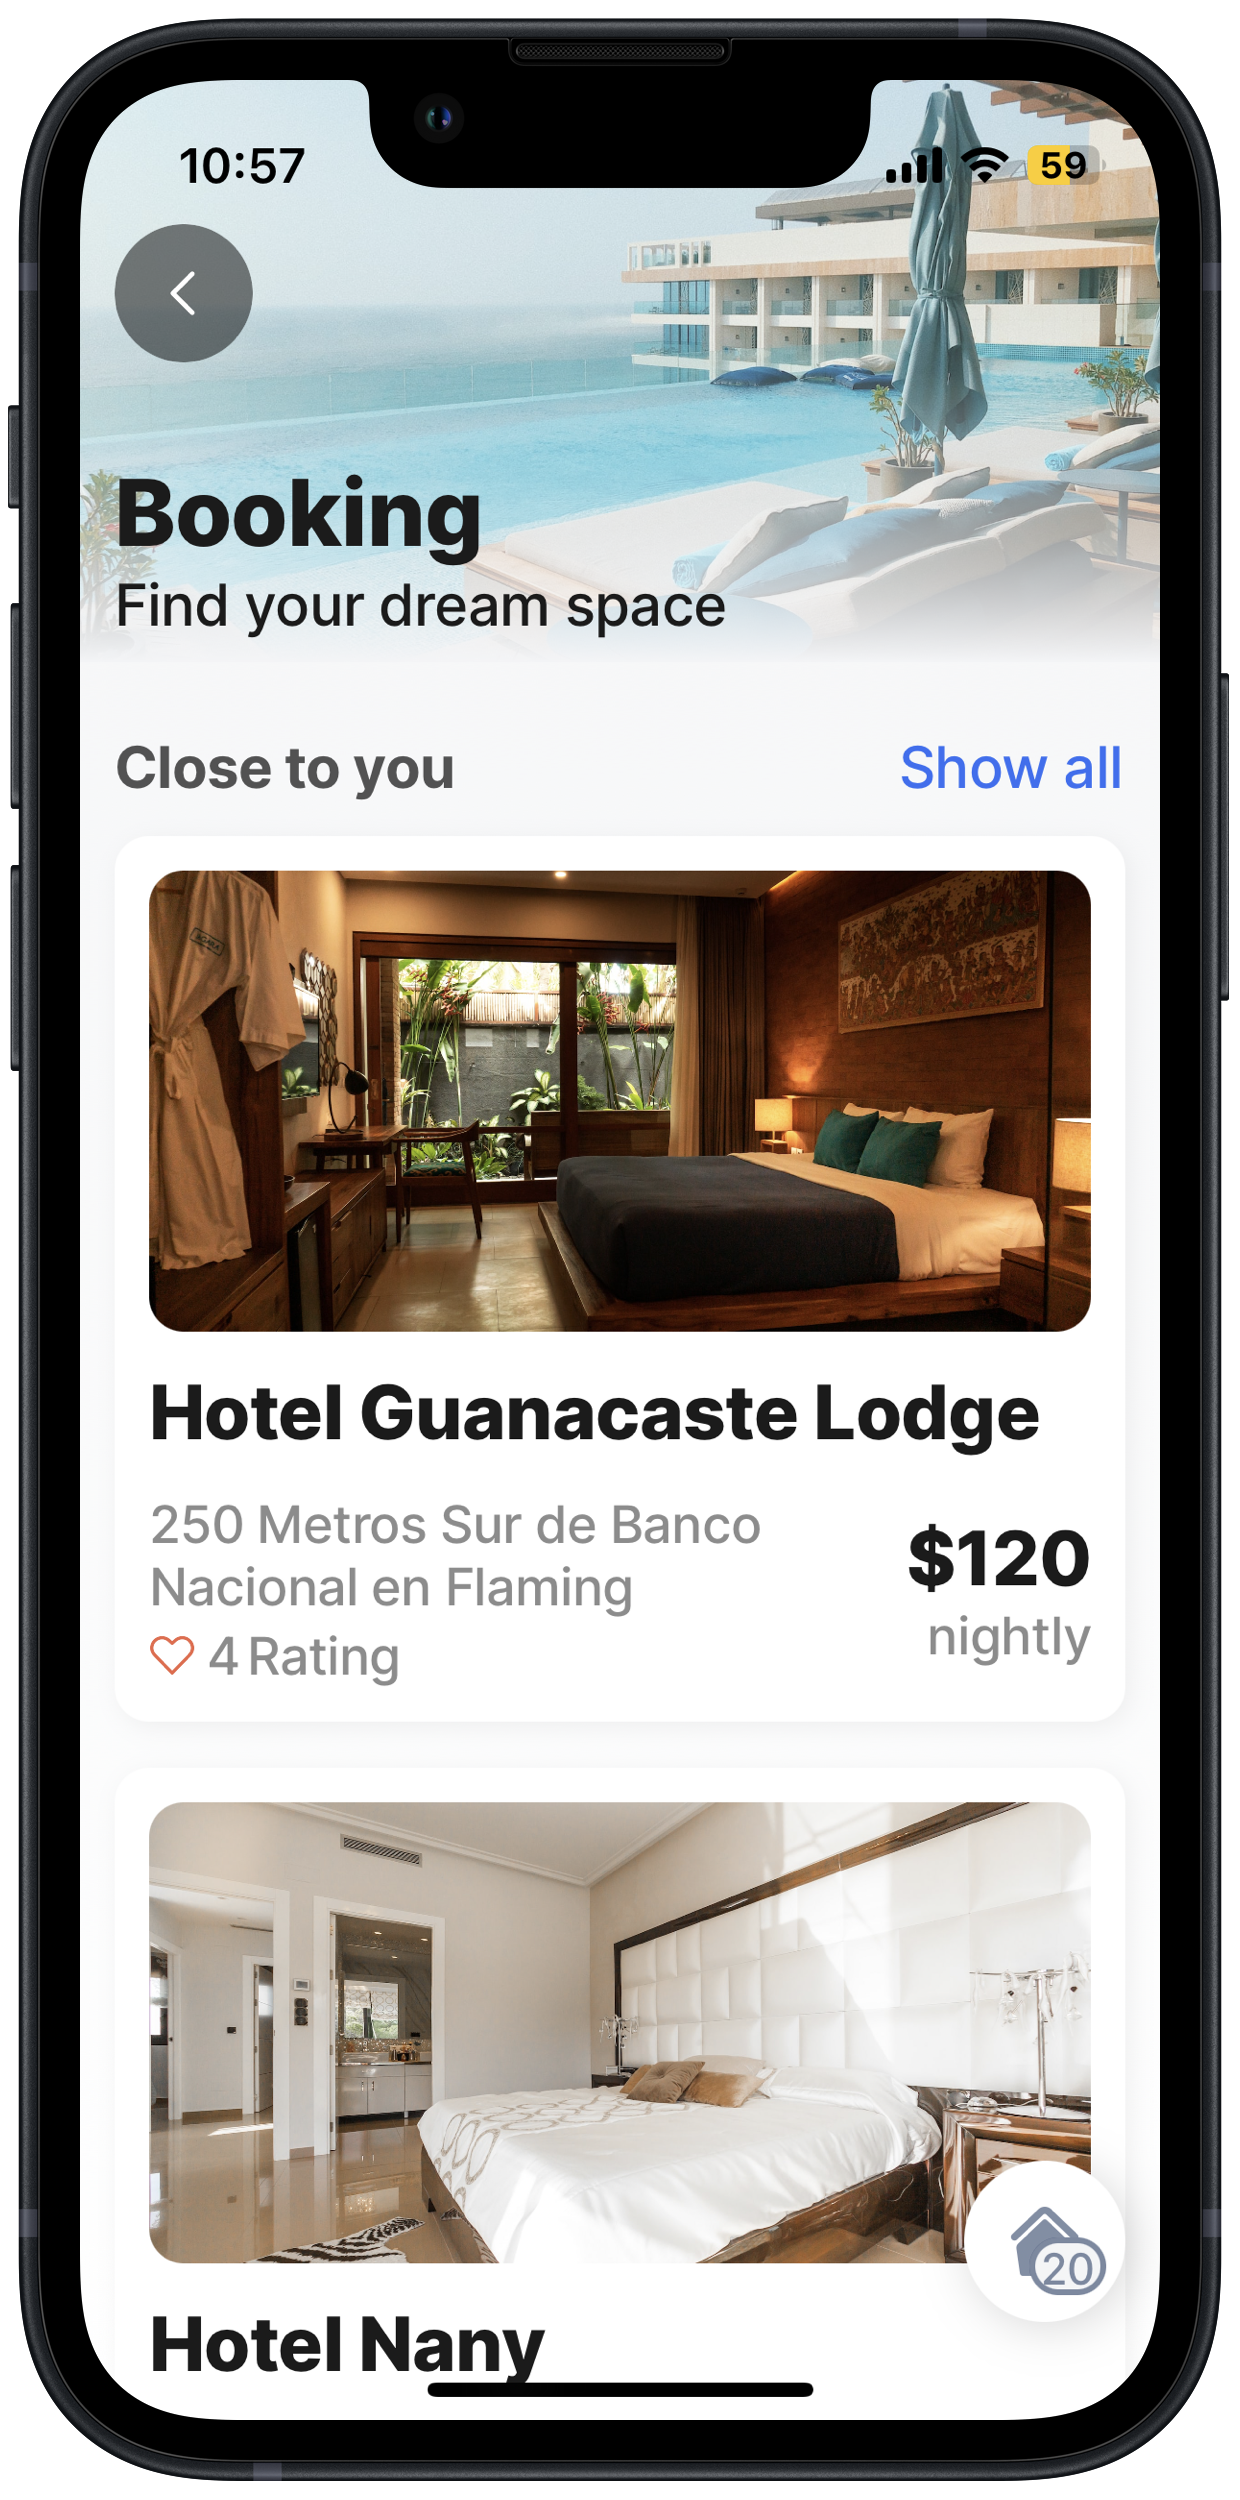 10:57
59
Booking
Find your dream space
Close to you
Show all
Hotel Guanacaste Lodge
250 Metros Sur de Banco
Nacional en Flaming
$120
nightly
4 Rating
20
Hotel Nany